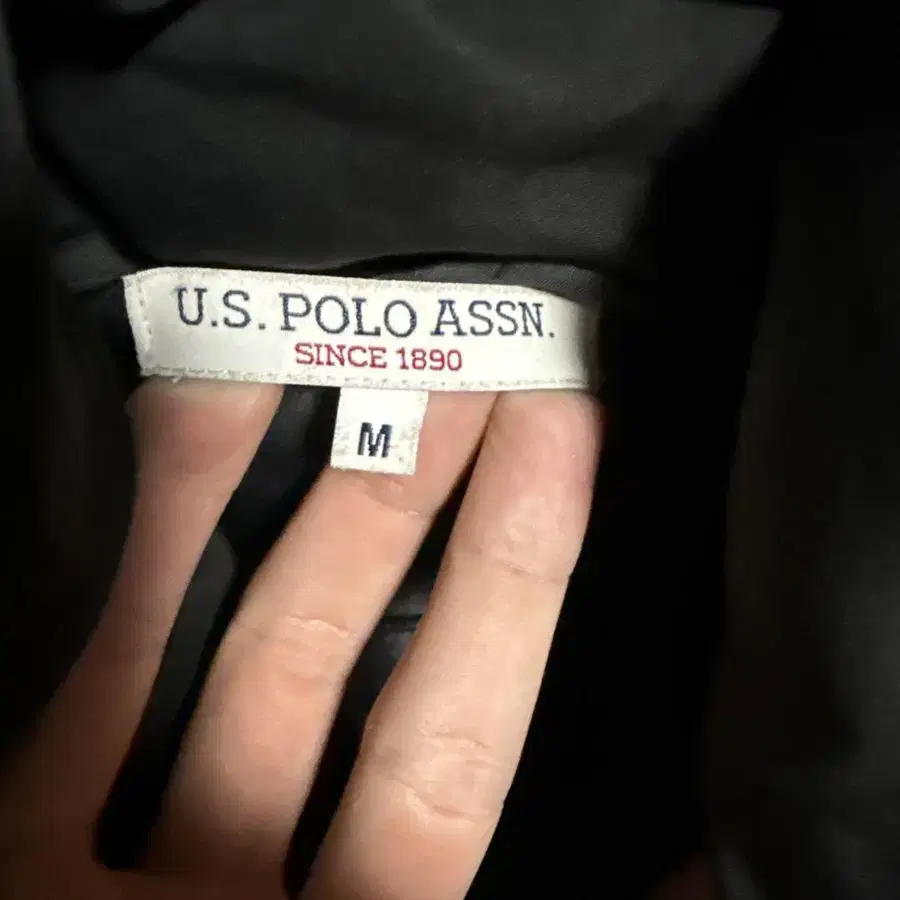 U.S. POLO ASSN.
SINCE 1890
M